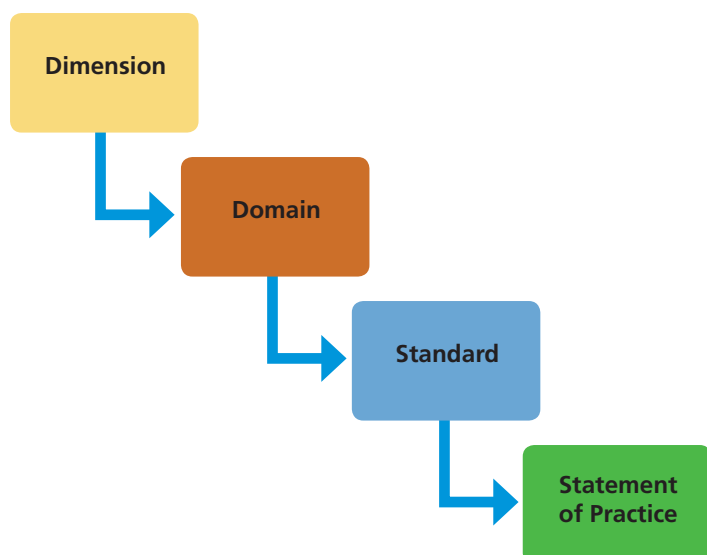 Dimension
Domain
Standard
Statement
of Practice